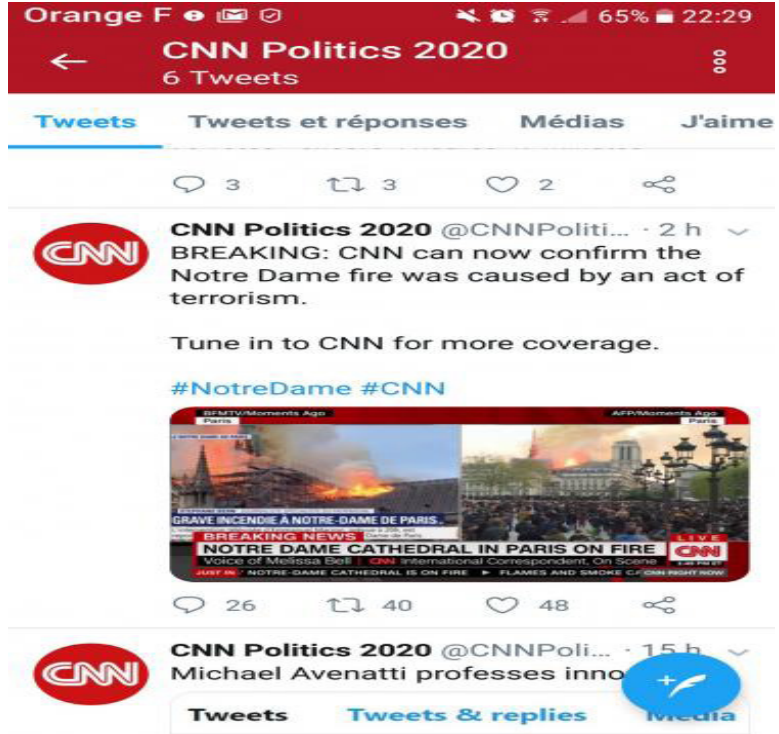 Orange F 65% 22:29
CNN Politics 2020
6 Tweets
Tweets Tweets et réponses Médias J'aime
3 3 2
CNN Politics 2020 @CNNPoliti... · 2 h
CNN
BREAKING: CNN can now confirm the
Notre Dame fire was caused by an act of
terrorism.
Tune in to CNN for more coverage.
#NotreDame #CNN
BFMTV/Moments Ago AFP/Moments Ago
Paris Paris
GRAVE INCENDIE À NOTRE-DAME DE PARIS
BREAKING NEWS LIVE
NOTRE DAME CATHEDRAL IN PARIS ON FIRE CNN
Voice of Melissa Bell | CNN International Correspondent, On Scene
JUST IN NOTRE-DAME CATHEDRAL IS ON FIRE ▶ FLAMES AND SMOKE CNN RIGHT NOW
26 40 48
CNN Politics 2020 @CNNPoli... · 15 h
CNN
Michael Avenatti professes inno
Tweets Tweets & replies Media